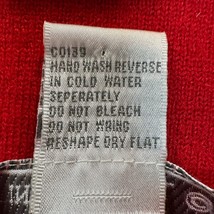 C0139
HAND WASH REVERSE
IN COLD WATER
SEPERATELY
DO NOT BLEACH
DO NOT WRING
RESHAPE DRY FLAT